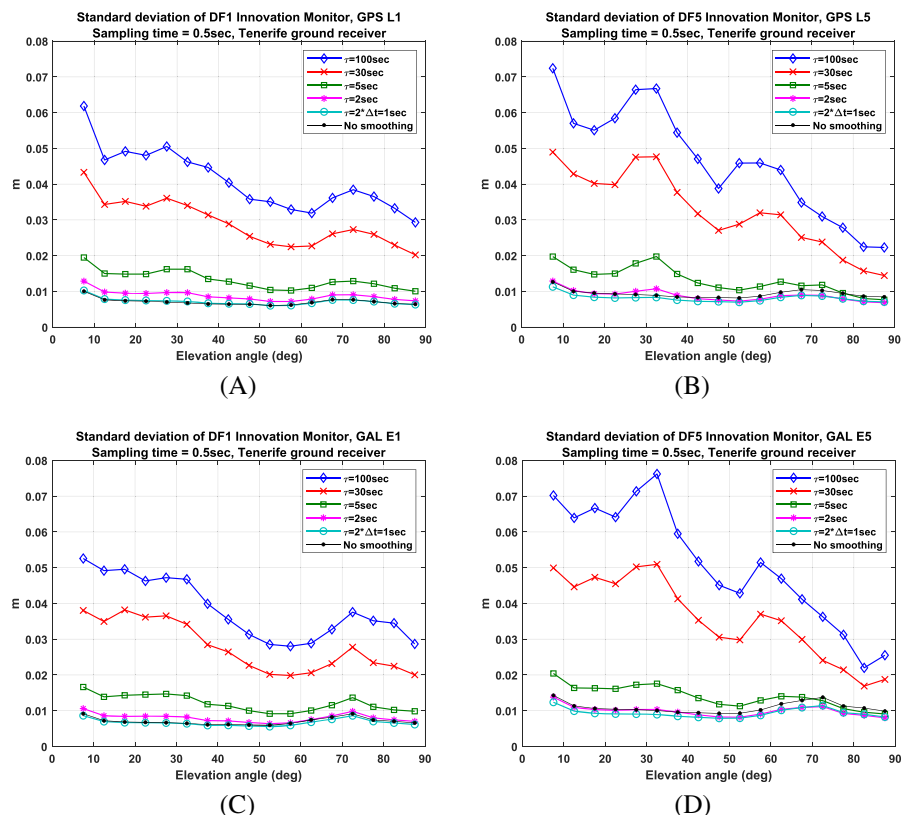 Standard deviation of DF1 Innovation Monitor, GPS L1
Sampling time = 0.5sec, Tenerife ground receiver
0.08
0.07
0.06
0.05
0.04
0.03
0.02
0.01
0
m
0 10 20 30 40 50 60 70 80 90
Elevation angle (deg)
τ=100sec
τ=30sec
τ=5sec
τ=2sec
τ=2*Δt=1sec
No smoothing
(A)
Standard deviation of DF5 Innovation Monitor, GPS L5
Sampling time = 0.5sec, Tenerife ground receiver
0.08
0.07
0.06
0.05
0.04
0.03
0.02
0.01
0
m
0 10 20 30 40 50 60 70 80 90
Elevation angle (deg)
τ=100sec
τ=30sec
τ=5sec
τ=2sec
τ=2*Δt=1sec
No smoothing
(B)
Standard deviation of DF1 Innovation Monitor, GAL E1
Sampling time = 0.5sec, Tenerife ground receiver
0.08
0.07
0.06
0.05
0.04
0.03
0.02
0.01
0
m
0 10 20 30 40 50 60 70 80 90
Elevation angle (deg)
τ=100sec
τ=30sec
τ=5sec
τ=2sec
τ=2*Δt=1sec
No smoothing
(C)
Standard deviation of DF5 Innovation Monitor, GAL E5
Sampling time = 0.5sec, Tenerife ground receiver
0.08
0.07
0.06
0.05
0.04
0.03
0.02
0.01
0
m
0 10 20 30 40 50 60 70 80 90
Elevation angle (deg)
τ=100sec
τ=30sec
τ=5sec
τ=2sec
τ=2*Δt=1sec
No smoothing
(D)